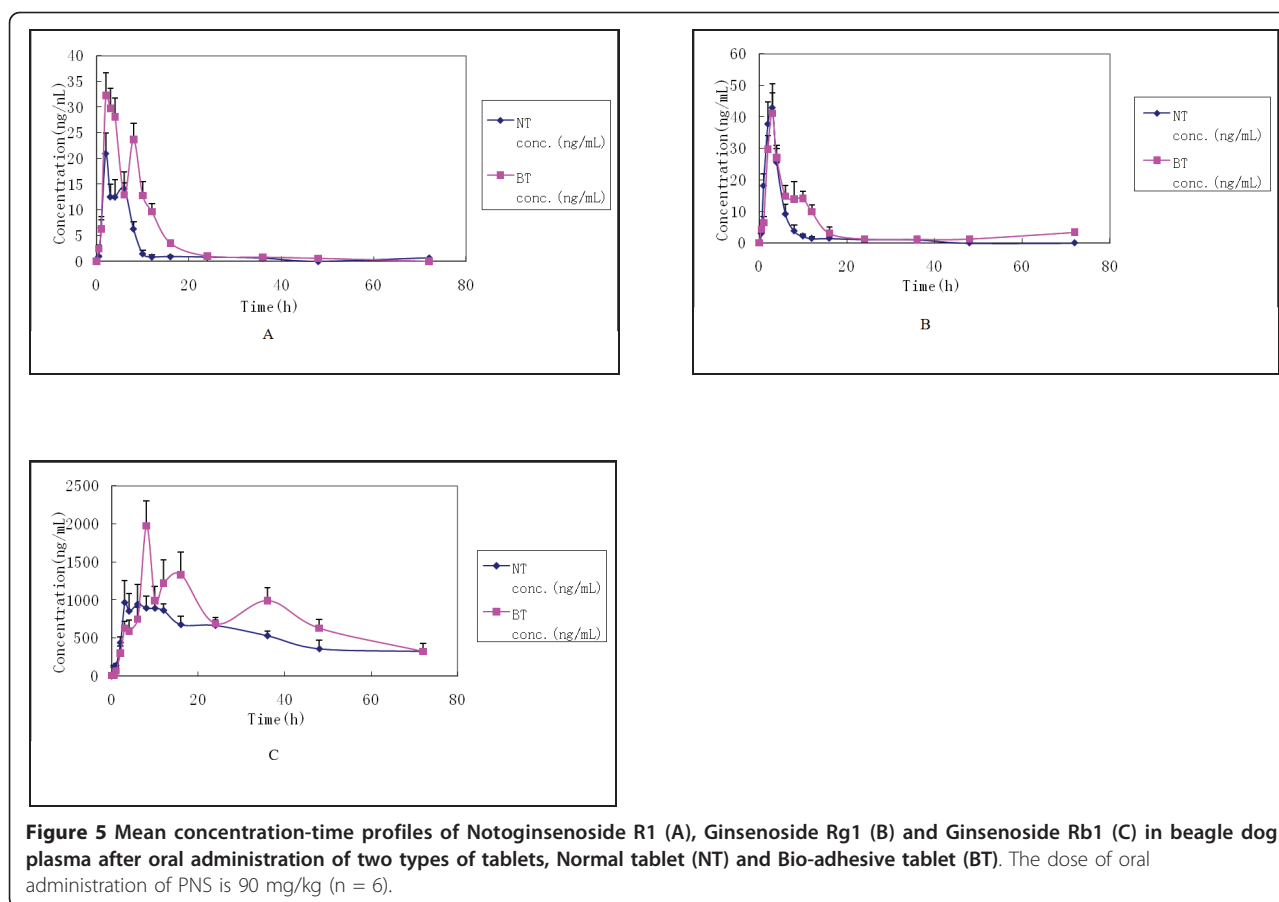 40
35
30
25
20
15
10
5
0
Concentration(ng/mL)
0 20 40 60 80
Time(h)
NT
conc. (ng/mL)
BT
conc. (ng/mL)
A
60
50
40
30
20
10
0
Concentration(ng/mL)
0 20 40 60 80
Time(h)
NT
conc. (ng/mL)
BT
conc. (ng/mL)
B
2500
2000
1500
1000
500
0
Concentration(ng/mL)
0 20 40 60 80
Time(h)
NT
conc. (ng/mL)
BT
conc. (ng/mL)
C
Figure 5 Mean concentration-time profiles of Notoginsenoside R1 (A), Ginsenoside Rg1 (B) and Ginsenoside Rb1 (C) in beagle dog
plasma after oral administration of two types of tablets, Normal tablet (NT) and Bio-adhesive tablet (BT). The dose of oral
administration of PNS is 90 mg/kg (n = 6).